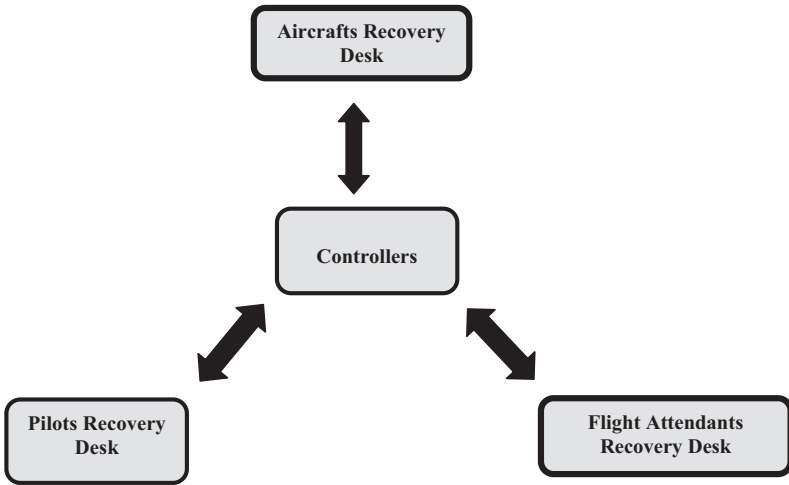 Aircrafts Recovery
Desk
Controllers
Pilots Recovery
Desk
Flight Attendants
Recovery Desk